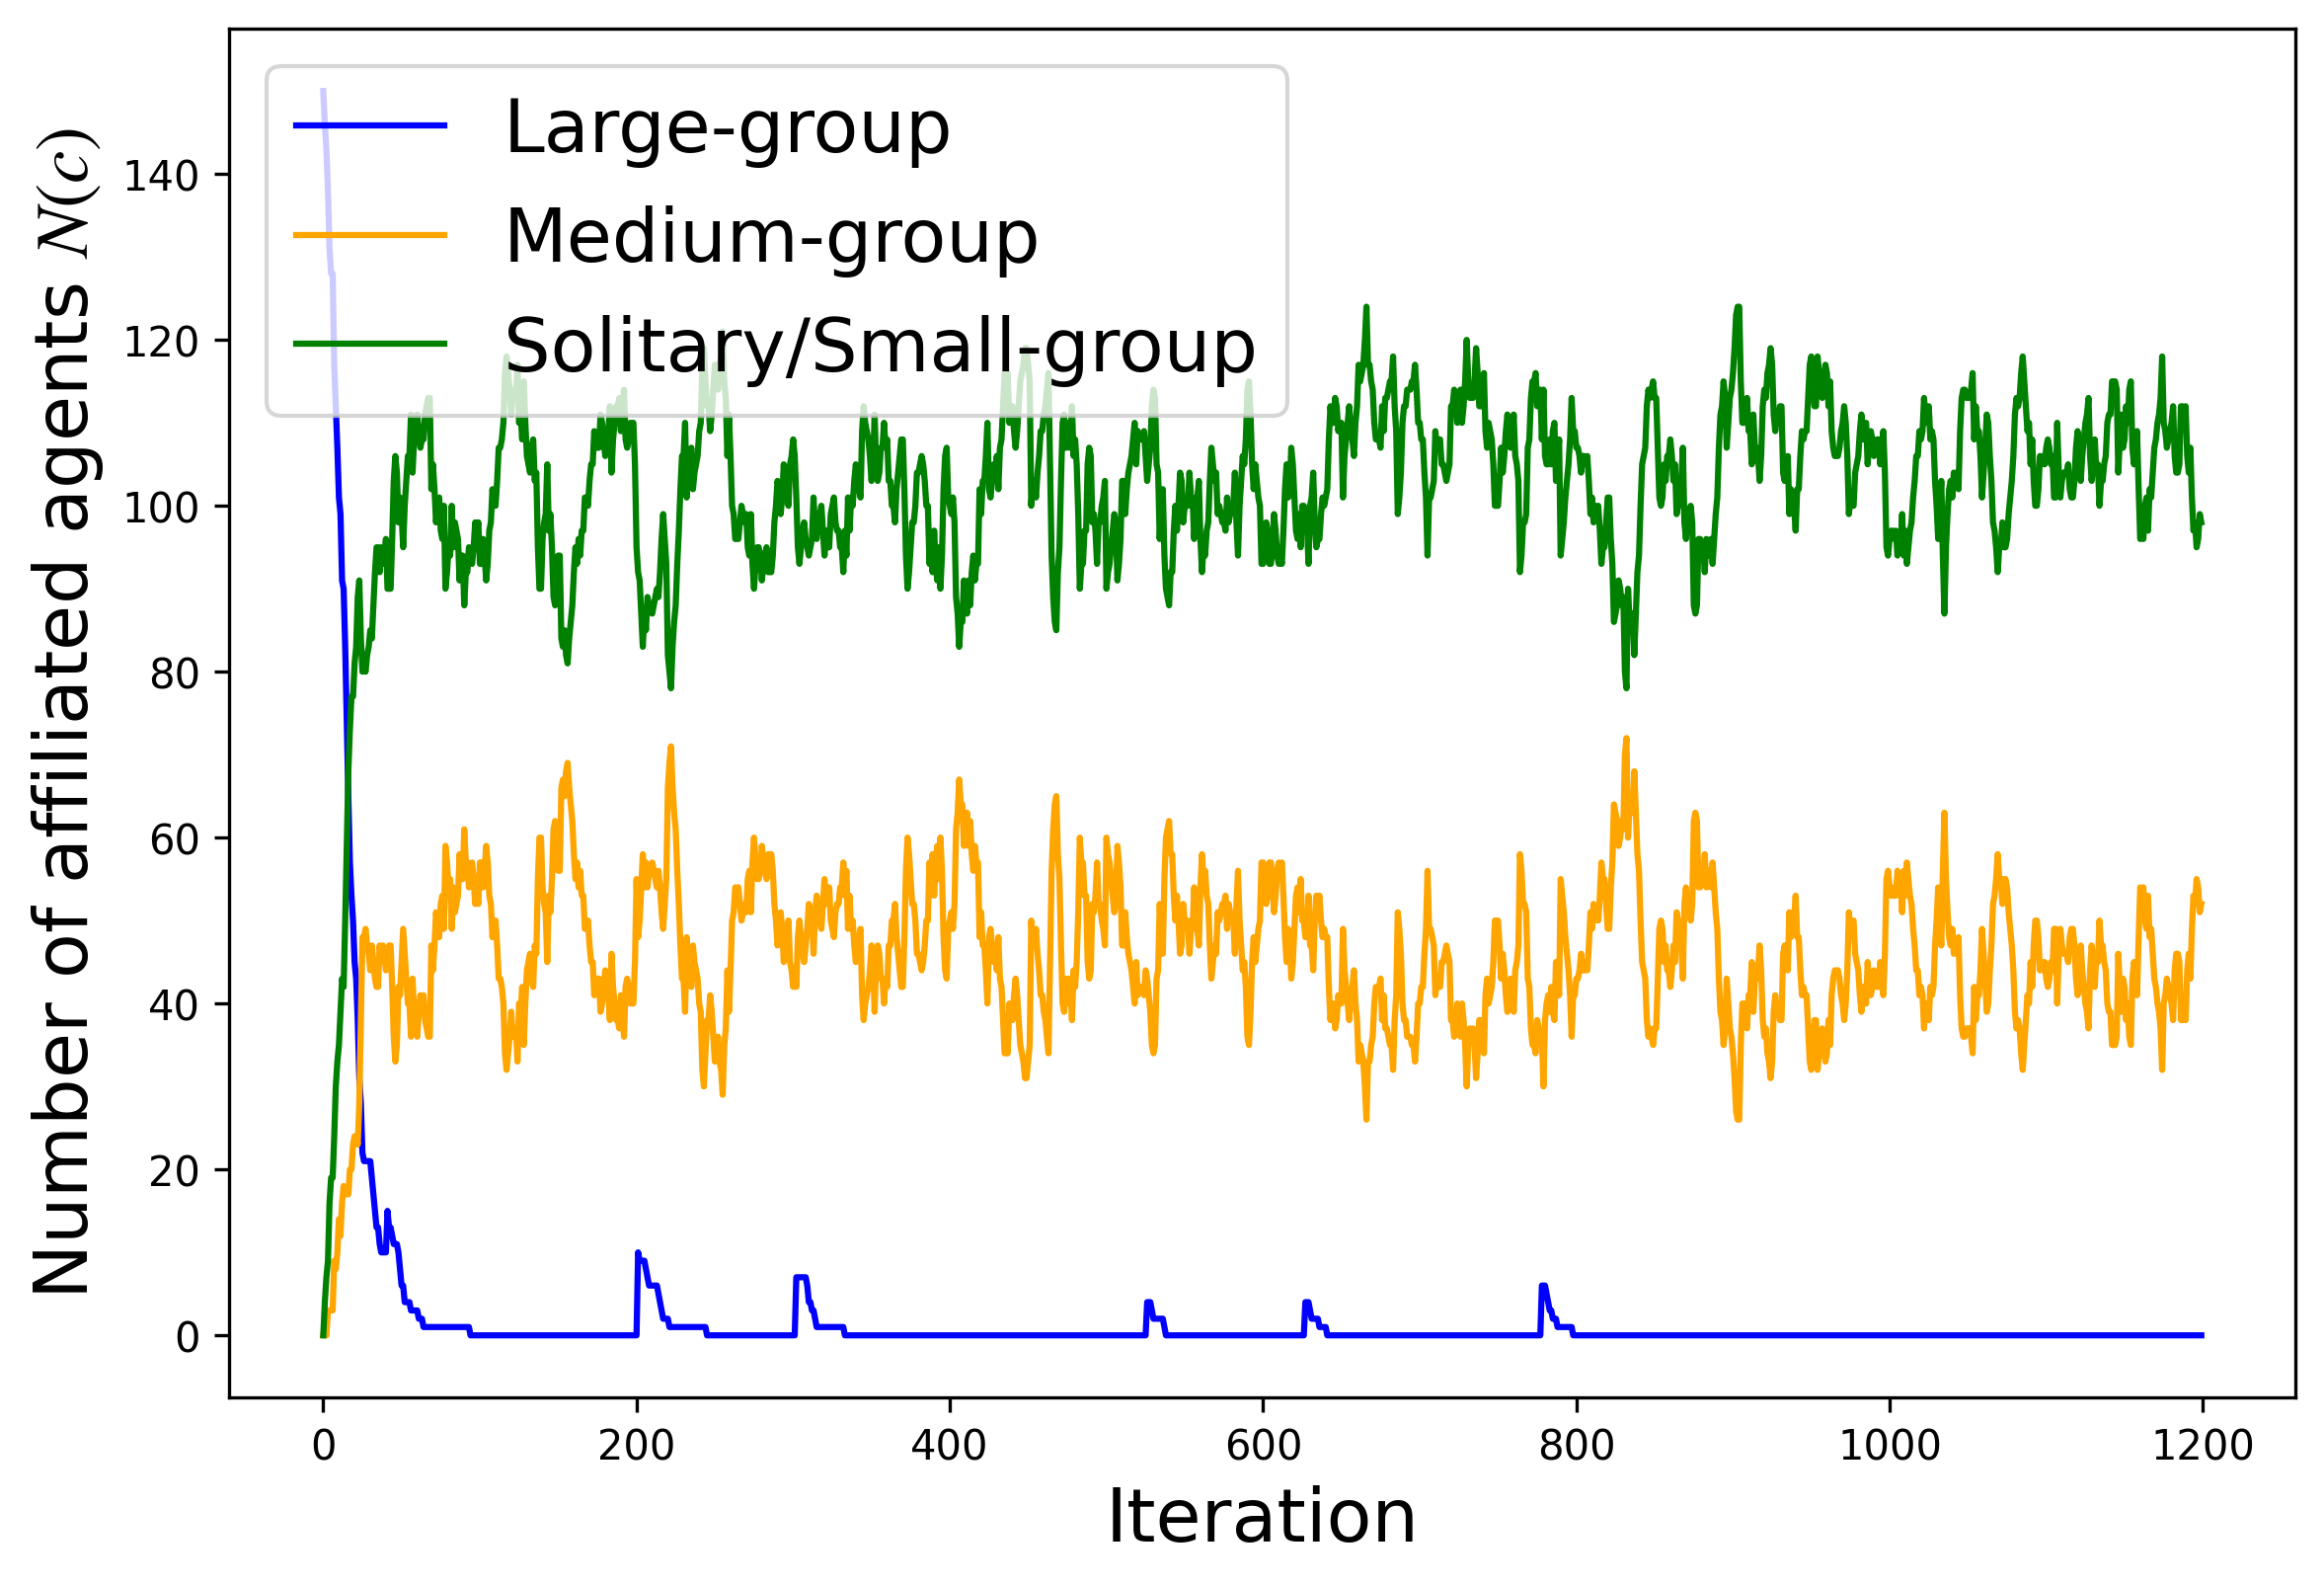 Number of affiliated agents N(c)
140
120
100
80
60
40
20
0
Large-group
Medium-group
Solitary/Small-group
0 200 400 600 800 1000 1200
Iteration